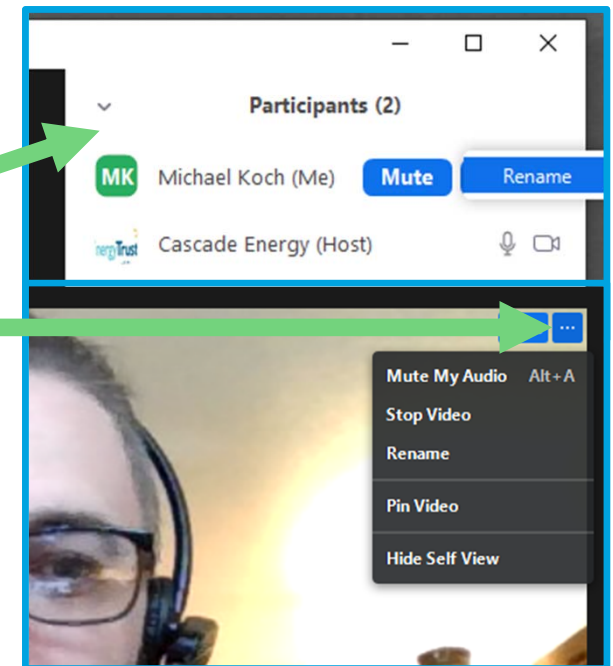 Participants (2)
MK Michael Koch (Me) Mute Rename
nergyTrust Cascade Energy (Host)
...
Mute My Audio Alt+A
Stop Video
Rename
Pin Video
Hide Self View